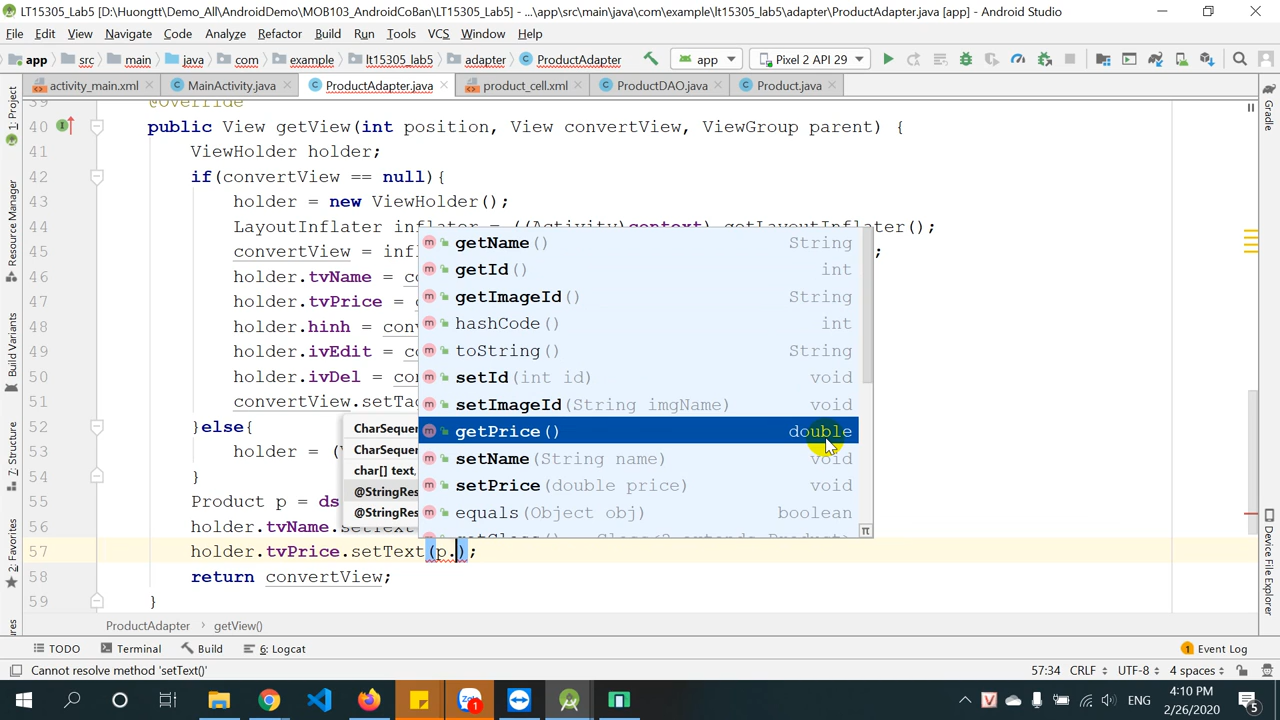 LT15305_Lab5 [D:\Huongtt\Demo_All\AndroidDemo\MOB103_AndroidCoBan\LT15305_Lab5] - ...\app\src\main\java\com\example\lt15305_lab5\adapter\ProductAdapter.java [app] - Android Studio
File Edit View Navigate Code Analyze Refactor Build Run Tools VCS Window Help
app src main java com example lt15305_lab5 adapter ProductAdapter app Pixel 2 API 29
activity_main.xml MainActivity.java ProductAdapter.java product_cell.xml ProductDAO.java Product.java
39 @Override
40 public View getView(int position, View convertView, ViewGroup parent) {
41 ViewHolder holder;
42 if(convertView == null){
43 holder = new ViewHolder();
44 LayoutInflater inflater = ((Activity)context).getLayoutInflater();
45 convertView = inf ;
46 holder.tvName =
47 holder.tvPrice =
48 holder.hinh = con
49 holder.ivEdit =
50 holder.ivDel = con
51 convertView.setTa
52 }else{
53 holder = (
54 }
55 Product p = ds
56 holder.tvName.setText
57 holder.tvPrice.setText(p.);
58 return convertView;
59 }
getName() String
getId() int
getImageId() String
hashCode() int
toString() String
setId(int id) void
setImageId(String imgName) void
getPrice() double
setName(String name) void
setPrice(double price) void
equals(Object obj) boolean
π
CharSequen
CharSequen
char[] text,
@StringRes
@StringRes
1: Project
Resource Manager
Build Variants
7: Structure
2: Favorites
Gradle
Device File Explorer
ProductAdapter › getView()
TODO Terminal Build 6: Logcat 1 Event Log
Cannot resolve method 'setText()' 57:34 CRLF UTF-8 4 spaces
1 ENG 4:10 PM
2/26/2020 5